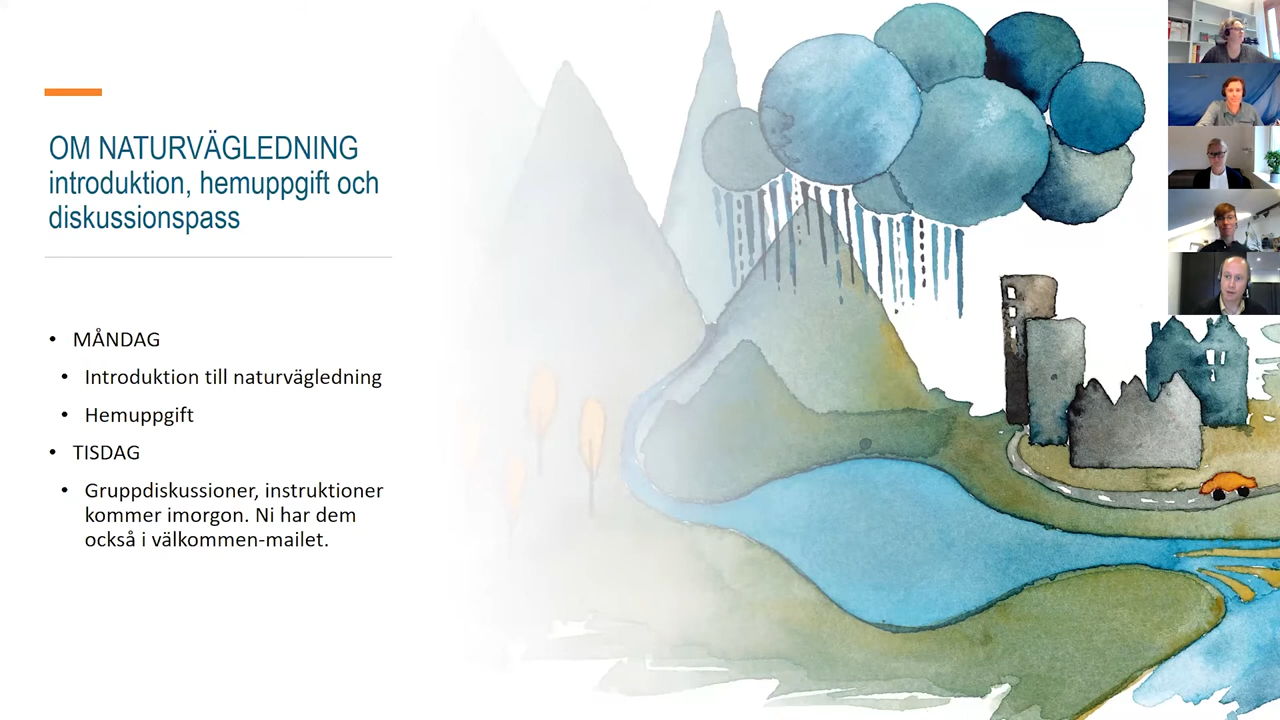 OM NATURVÄGLEDNING
introduktion, hemuppgift och
diskussionspass
• MÅNDAG
• Introduktion till naturvägledning
• Hemuppgift
• TISDAG
• Gruppdiskussioner, instruktioner
kommer imorgon. Ni har dem
också i välkommen-mailet.